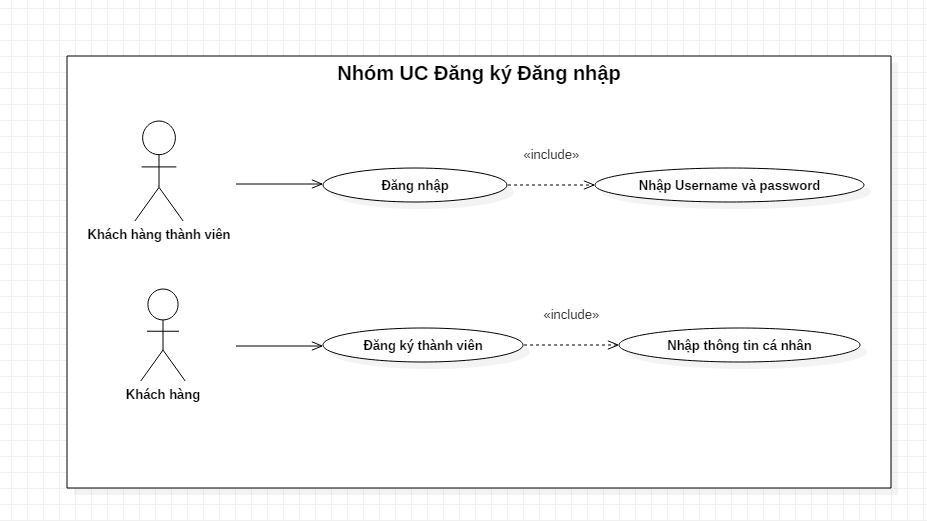 Nhóm UC Đăng ký Đăng nhập
«include»
Đăng nhập
Nhập Username và password
Khách hàng thành viên
«include»
Đăng ký thành viên
Nhập thông tin cá nhân
Khách hàng